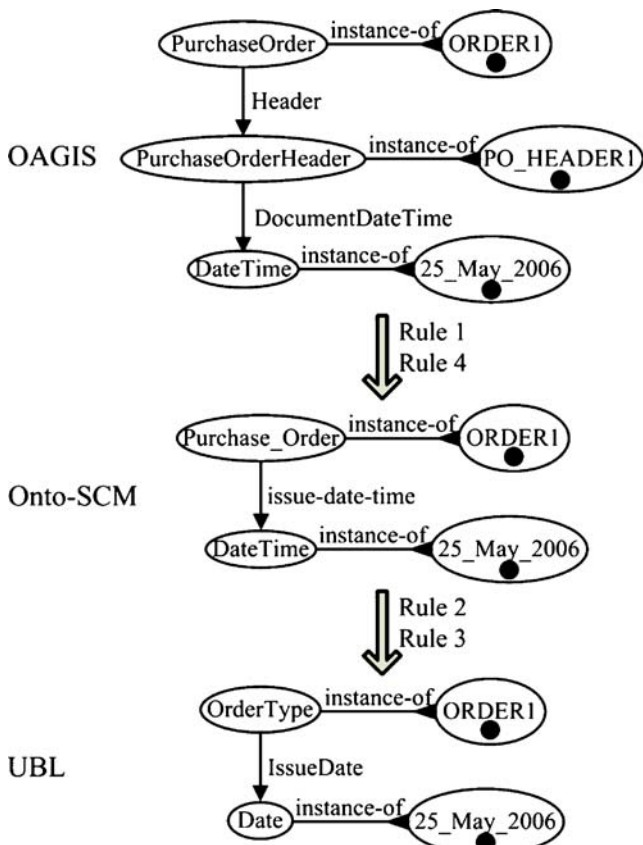 PurchaseOrder instance-of ORDER1
Header
OAGIS PurchaseOrderHeader instance-of PO_HEADER1
DocumentDateTime
DateTime instance-of 25_May_2006
Rule 1
Rule 4
Purchase_Order instance-of ORDER1
Onto-SCM issue-date-time
DateTime instance-of 25_May_2006
Rule 2
Rule 3
OrderType instance-of ORDER1
UBL IssueDate
Date instance-of 25_May_2006